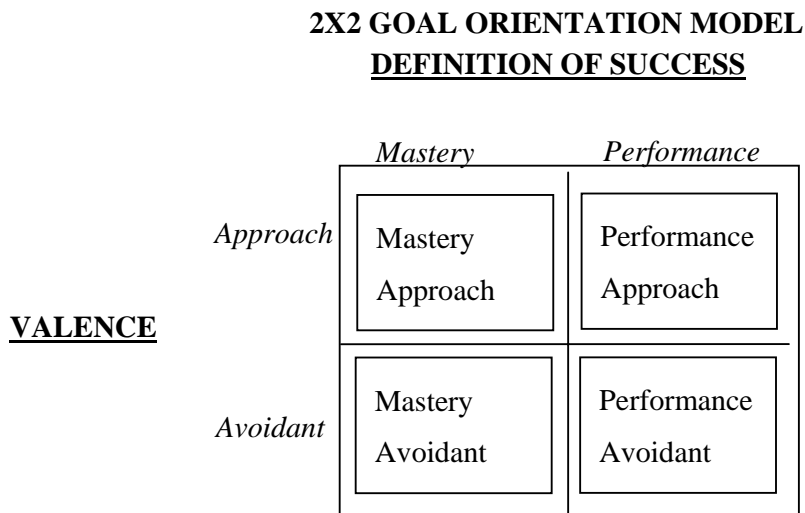 2X2 GOAL ORIENTATION MODEL
DEFINITION OF SUCCESS
Mastery Performance
Approach
Mastery
Approach
Performance
Approach
VALENCE
Avoidant
Mastery
Avoidant
Performance
Avoidant